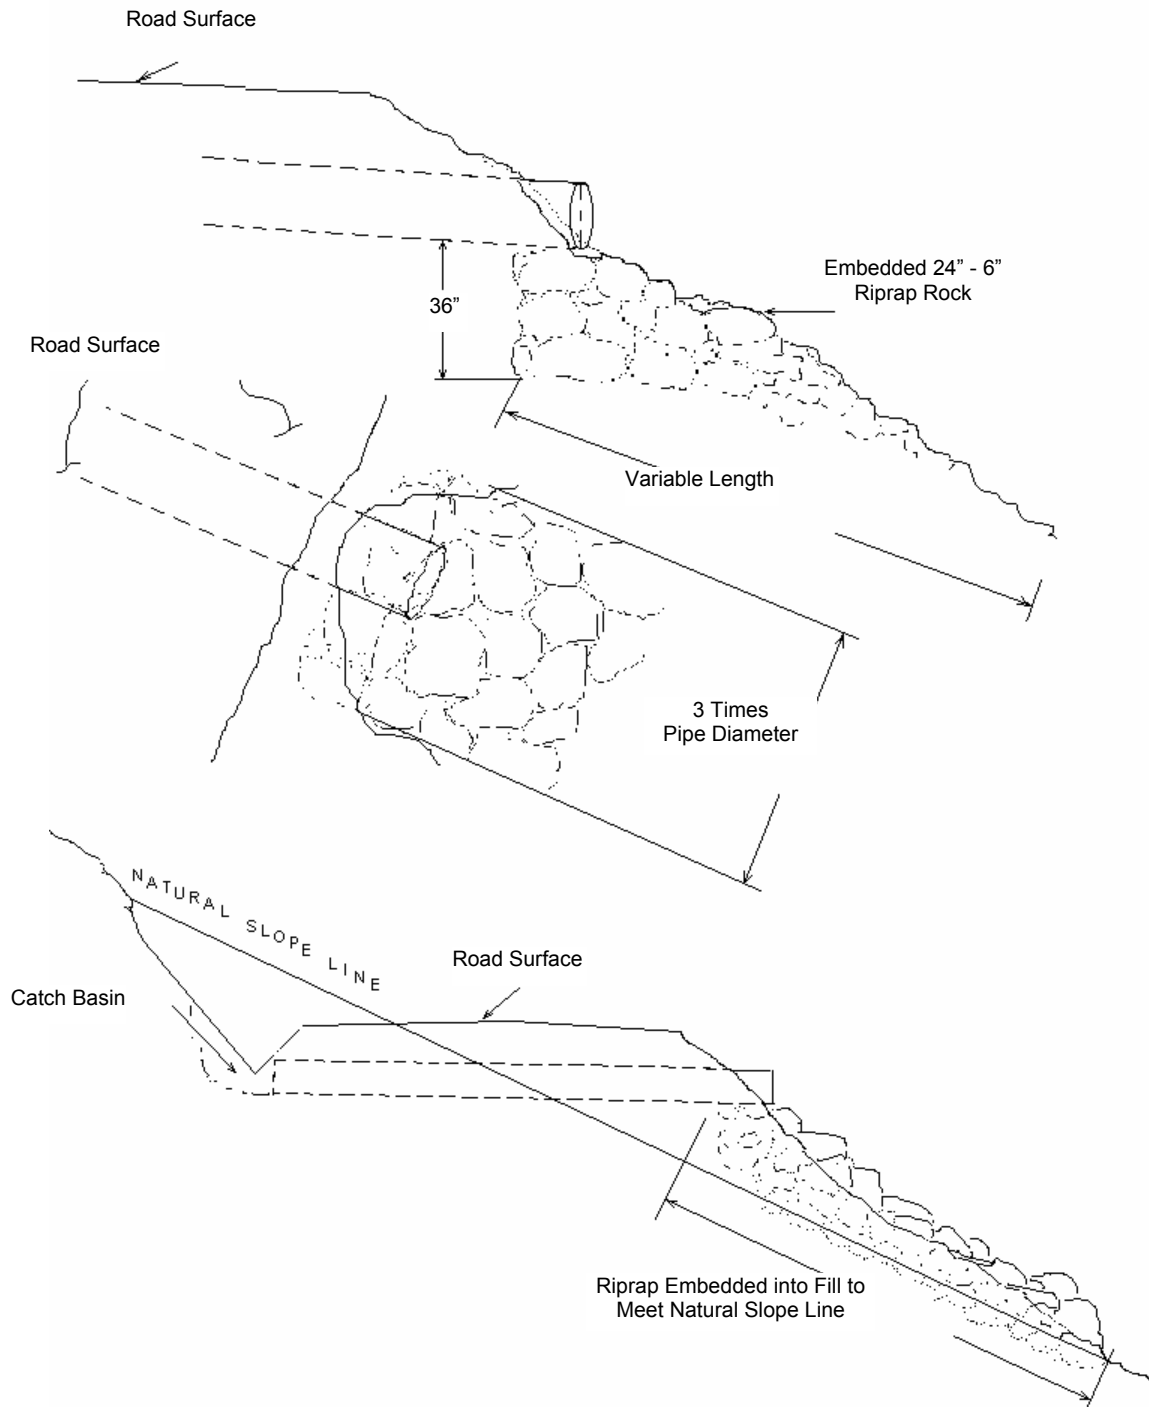 Road Surface
Embedded 24” - 6”
Riprap Rock
36”
Road Surface
Variable Length
3 Times
Pipe Diameter
NATURAL SLOPE LINE
Road Surface
Catch Basin
Riprap Embedded into Fill to
Meet Natural Slope Line